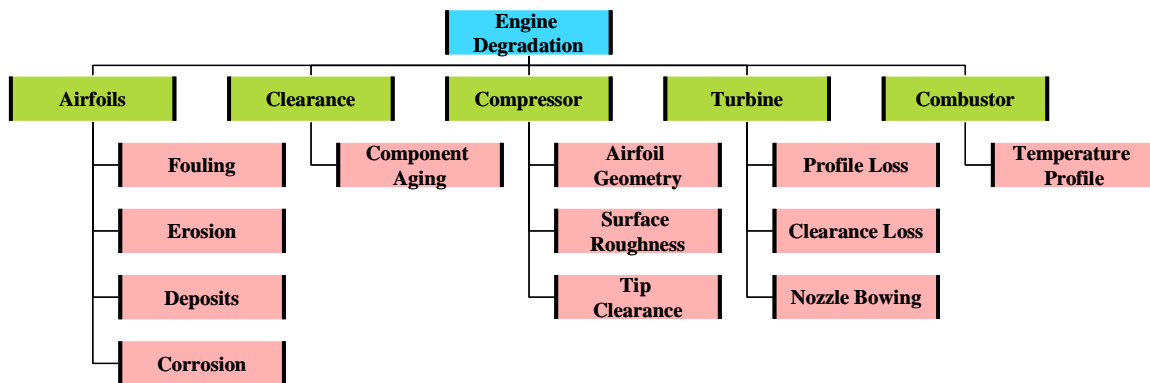 Engine
Degradation
Airfoils
Clearance
Compressor
Turbine
Combustor
Fouling
Erosion
Deposits
Corrosion
Component
Aging
Airfoil
Geometry
Surface
Roughness
Tip
Clearance
Profile Loss
Clearance Loss
Nozzle Bowing
Temperature
Profile